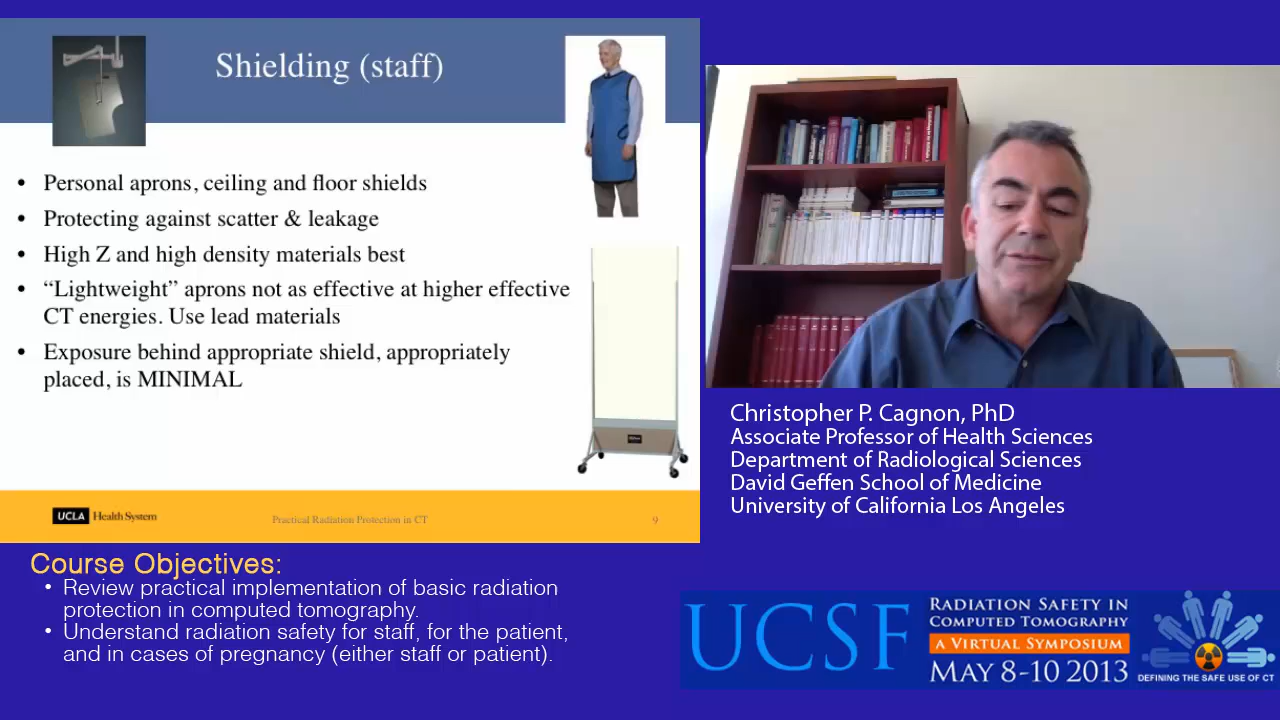 Shielding (staff)
• Personal aprons, ceiling and floor shields
• Protecting against scatter & leakage
• High Z and high density materials best
• “Lightweight” aprons not as effective at higher effective
CT energies. Use lead materials
• Exposure behind appropriate shield, appropriately
placed, is MINIMAL
UCLA Health System
Practical Radiation Protection in CT
9
Christopher P. Cagnon, PhD
Associate Professor of Health Sciences
Department of Radiological Sciences
David Geffen School of Medicine
University of California Los Angeles
Course Objectives:
• Review practical implementation of basic radiation
protection in computed tomography.
• Understand radiation safety for staff, for the patient,
and in cases of pregnancy (either staff or patient).
UCSF
RADIATION SAFETY IN
COMPUTED TOMOGRAPHY
A VIRTUAL SYMPOSIUM
MAY 8-10 2013
DEFINING THE SAFE USE OF CT